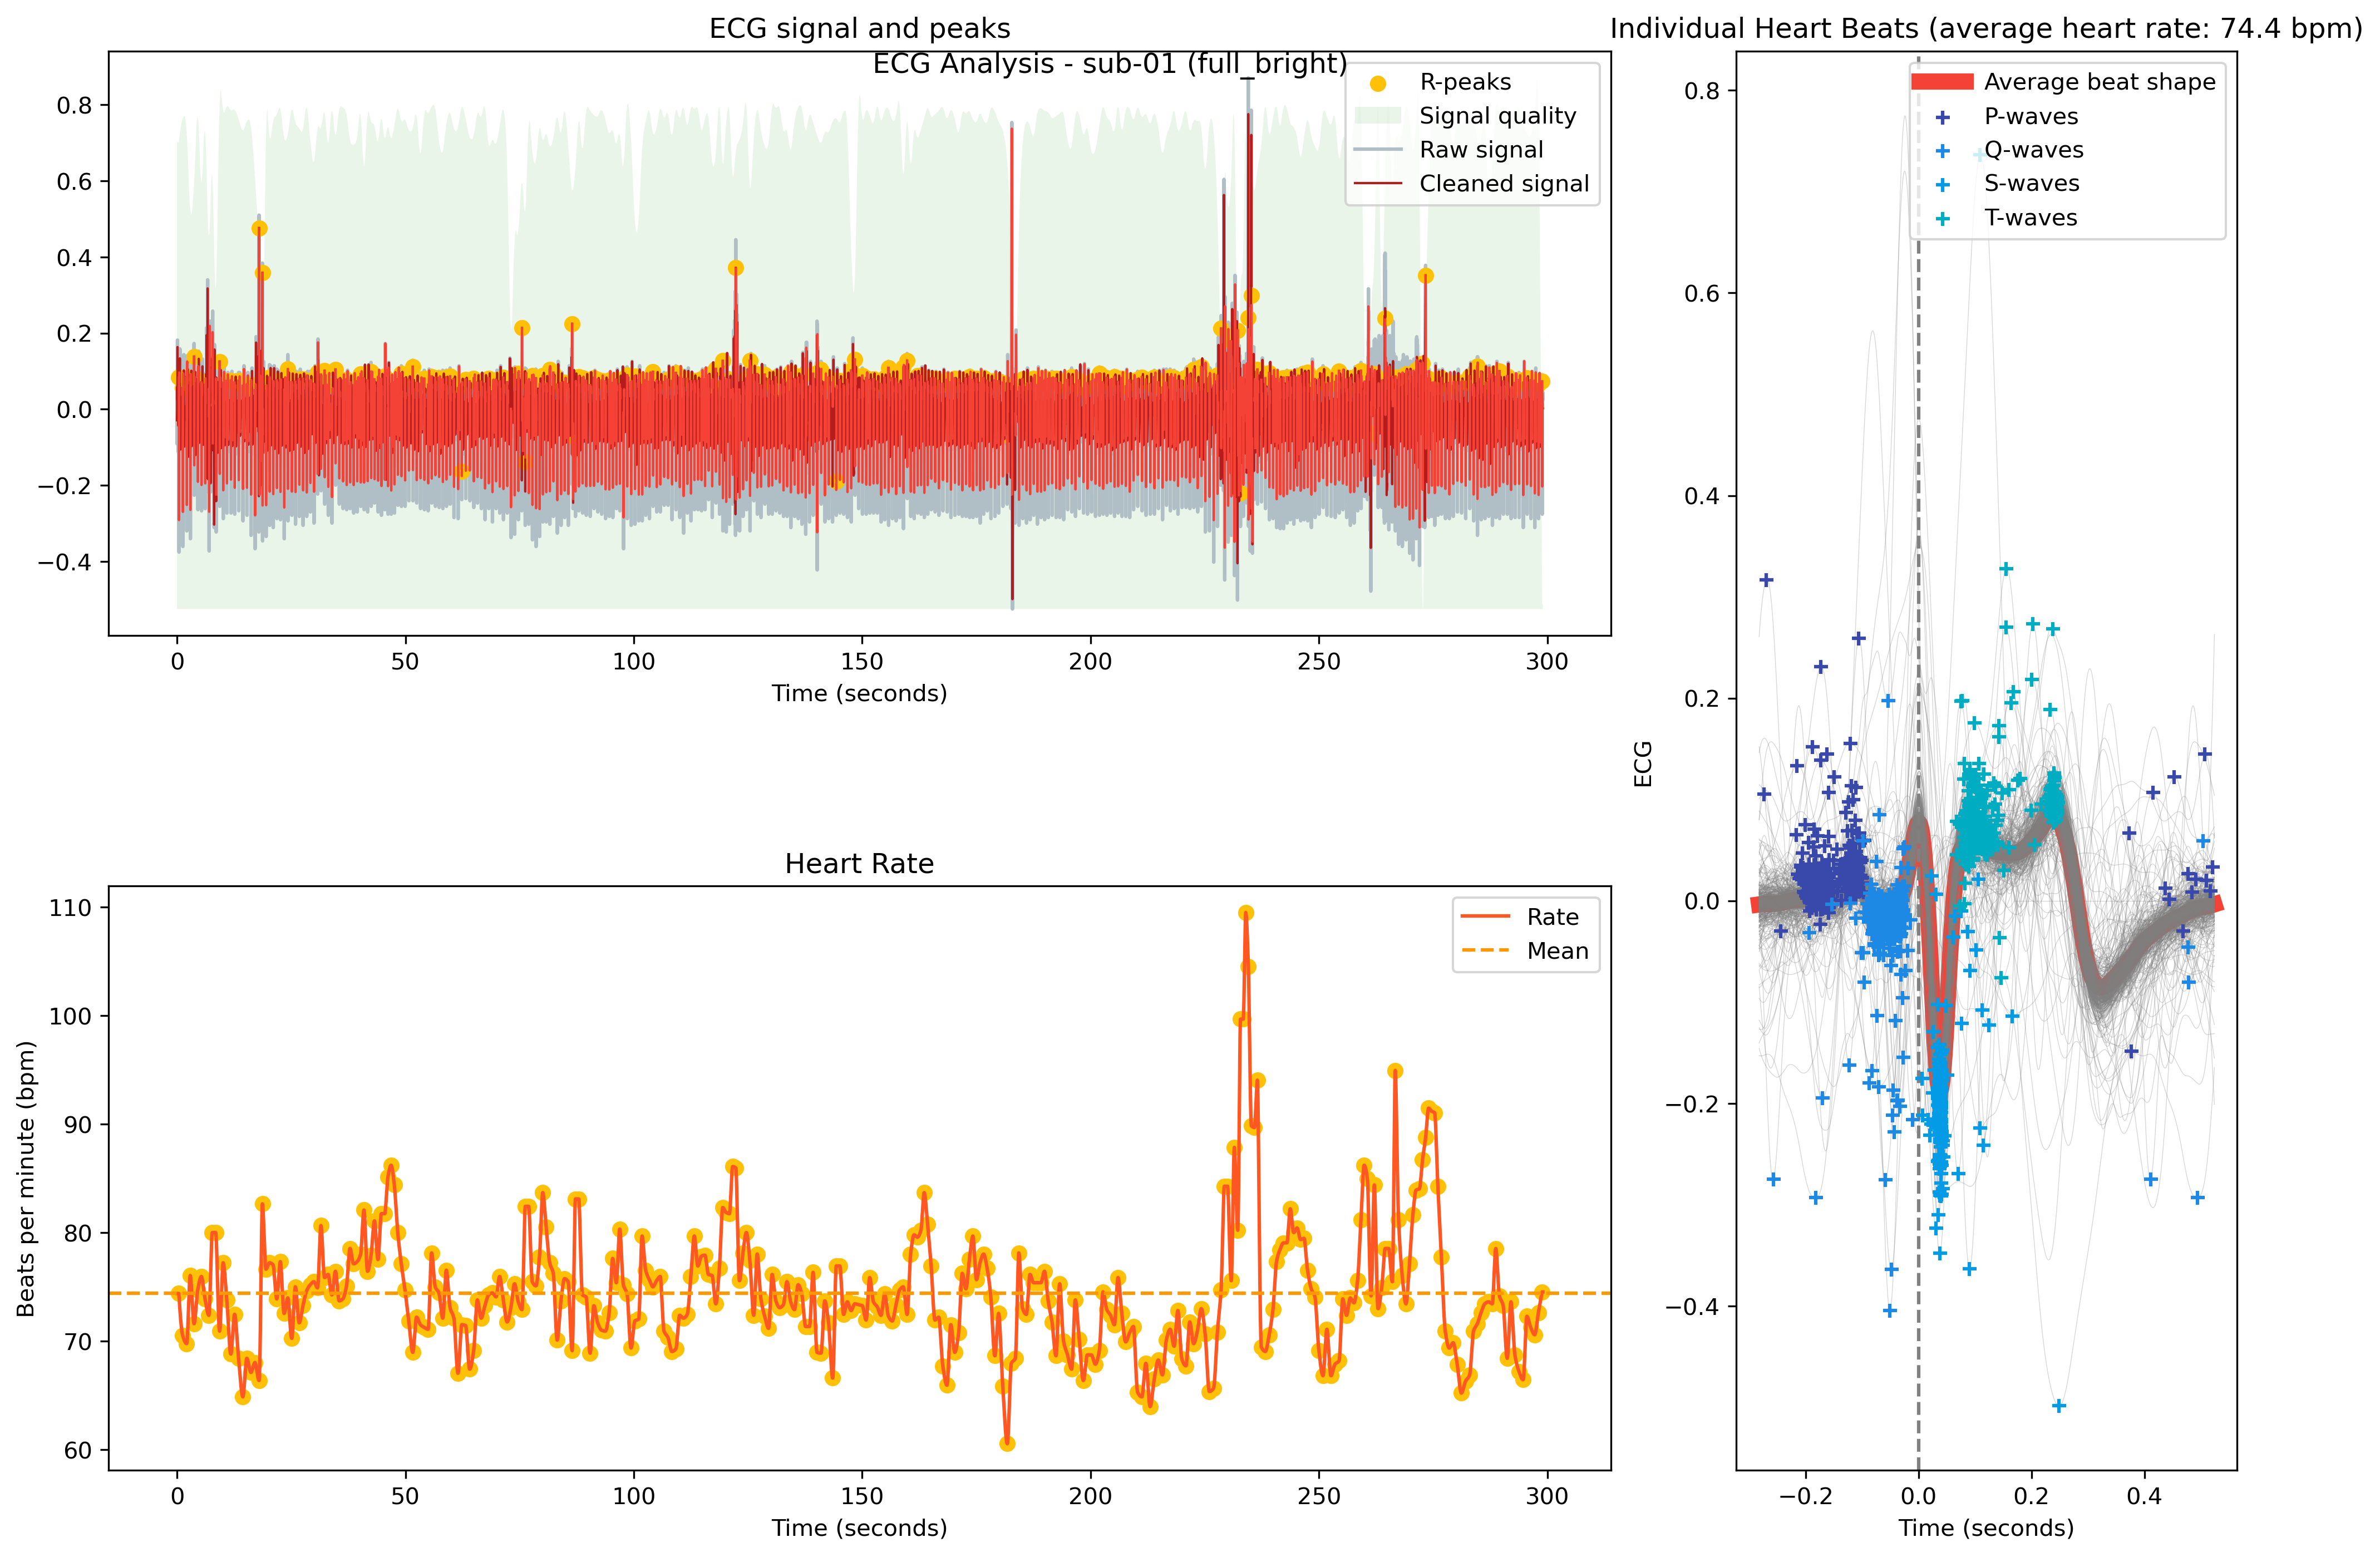 ECG signal and peaks
ECG Analysis - sub-01 (full_bright)
R-peaks
Signal quality
Raw signal
Cleaned signal
0.8
0.6
0.4
0.2
0.0
−0.2
−0.4
0
50
100
150
200
250
300
Time (seconds)
Individual Heart Beats (average heart rate: 74.4 bpm)
Average beat shape
P-waves
Q-waves
S-waves
T-waves
ECG
0.8
0.6
0.4
0.2
0.0
−0.2
−0.4
−0.2
0.0
0.2
0.4
Time (seconds)
Heart Rate
Rate
Mean
Beats per minute (bpm)
110
100
90
80
70
60
0
50
100
150
200
250
300
Time (seconds)